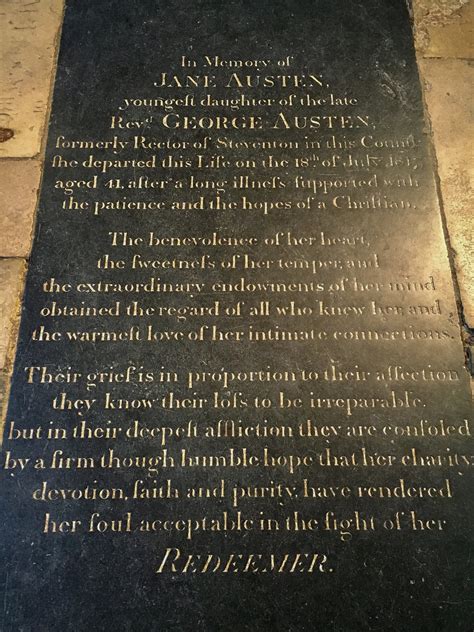 In Memory of
JANE AUSTEN,
youngeſt daughter of the late
Revᵈ GEORGE AUSTEN,
formerly Rector of Steventon in this County
ſhe departed this Life on the 18ᵗʰ of July 1817,
aged 41, after a long illneſs ſupported with
the patience and the hopes of a Chriſtian.
The benevolence of her heart,
the ſweetneſs of her temper, and
the extraordinary endowments of her mind
obtained the regard of all who knew her, and
the warmeſt love of her intimate connections.
Their grief is in proportion to their affection
they know their loſs to be irreparable,
but in their deepeſt affliction they are conſoled
by a firm though humble hope that her charity,
devotion, faith and purity, have rendered
her ſoul acceptable in the ſight of her
REDEEMER.